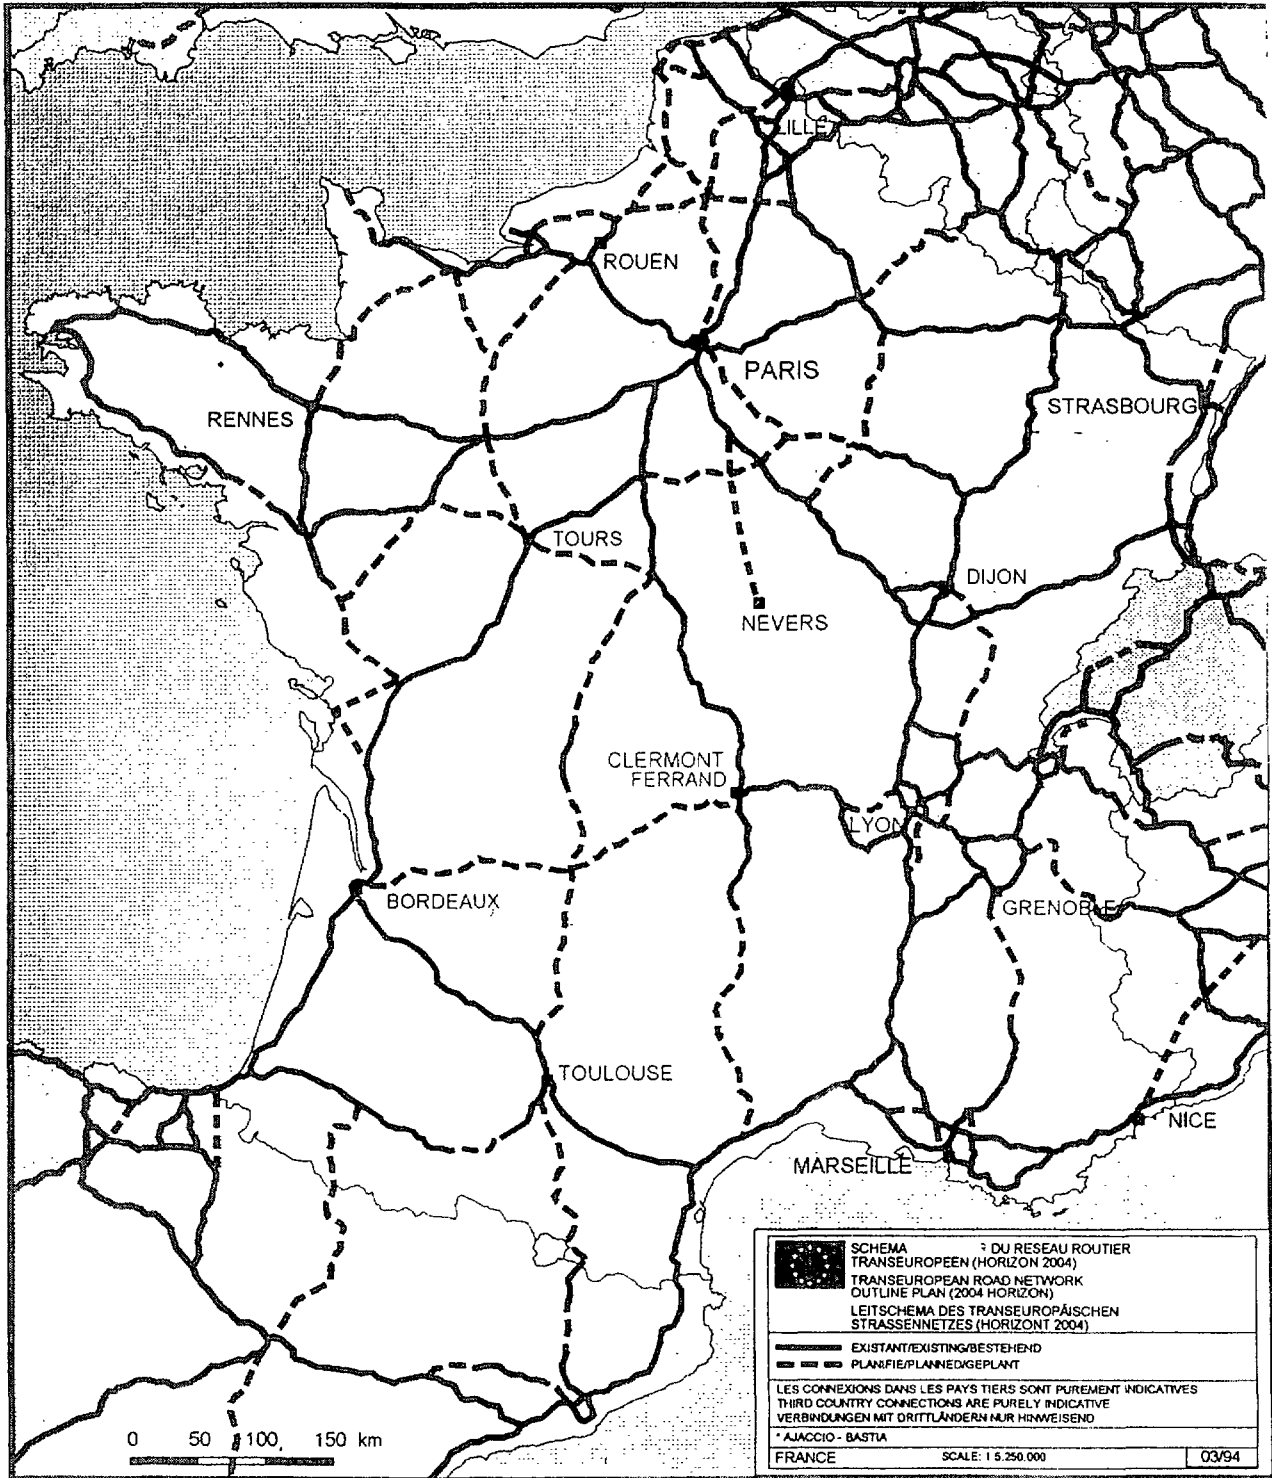 LILLE
ROUEN
PARIS
STRASBOURG
RENNES
TOURS
DIJON
NEVERS
CLERMONT
FERRAND
LYON
BORDEAUX
GRENOBLE
TOULOUSE
NICE
MARSEILLE
SCHEMA DU RESEAU ROUTIER
TRANSEUROPEEN (HORIZON 2004)
TRANSEUROPEAN ROAD NETWORK
OUTLINE PLAN (2004 HORIZON)
LEITSCHEMA DES TRANSEUROPÄISCHEN
STRASSENNETZES (HORIZONT 2004)
EXISTANT/EXISTING/BESTEHEND
PLANIFIE/PLANNED/GEPLANT
LES CONNEXIONS DANS LES PAYS TIERS SONT PUREMENT INDICATIVES
THIRD COUNTRY CONNECTIONS ARE PURELY INDICATIVE
VERBINDUNGEN MIT DRITTLÄNDERN NUR HINWEISEND
* AJACCIO - BASTIA
FRANCE SCALE: 1 5.250.000 03/94
0 50 100, 150 km